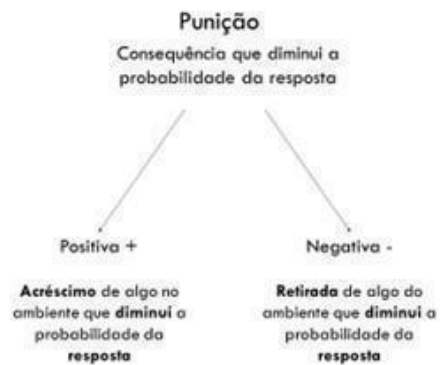 Punição
Consequência que diminui a
probabilidade da resposta
Positiva +
Acréscimo de algo no
ambiente que diminui a
probabilidade da
resposta
Negativa -
Retirada de algo do
ambiente que diminui a
probabilidade da
resposta